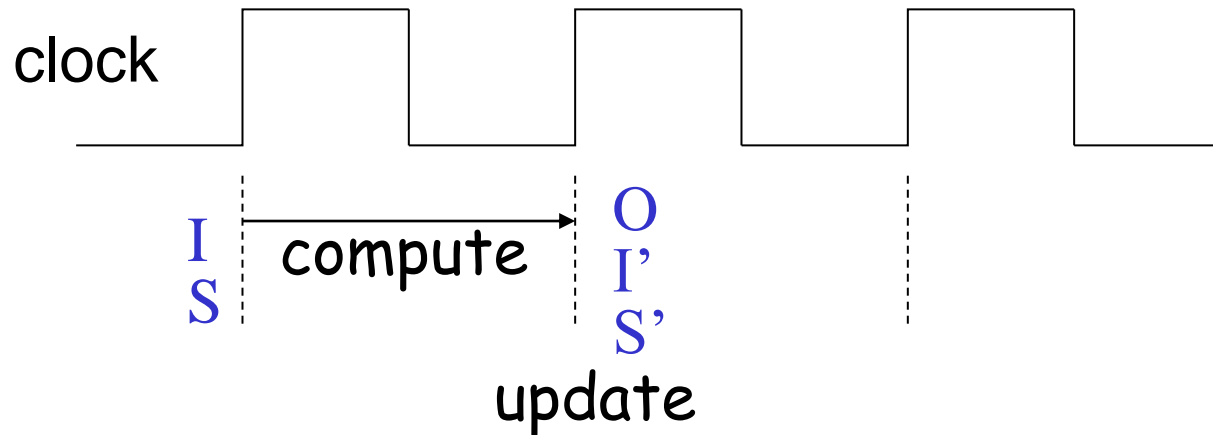 clock
I
S
compute
O
I'
S’
update